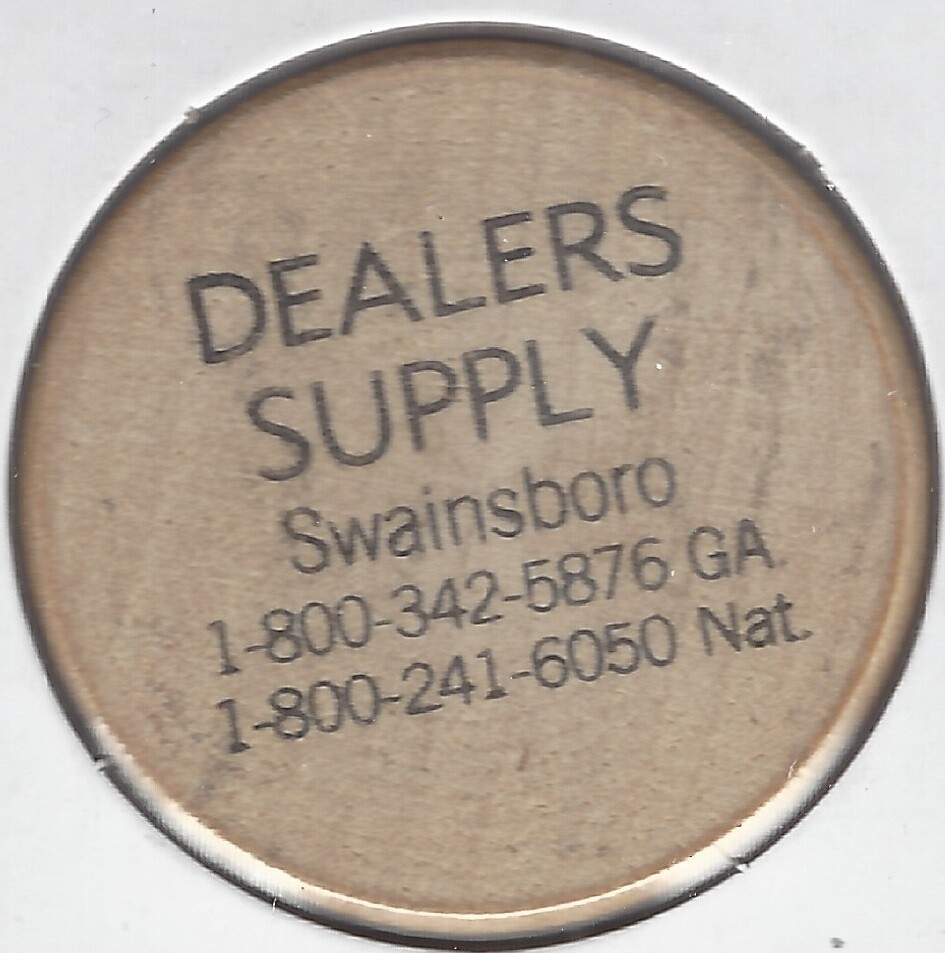 DEALERS
SUPPLY
Swainsboro
1-800-342-5876 GA.
1-800-241-6050 Nat.